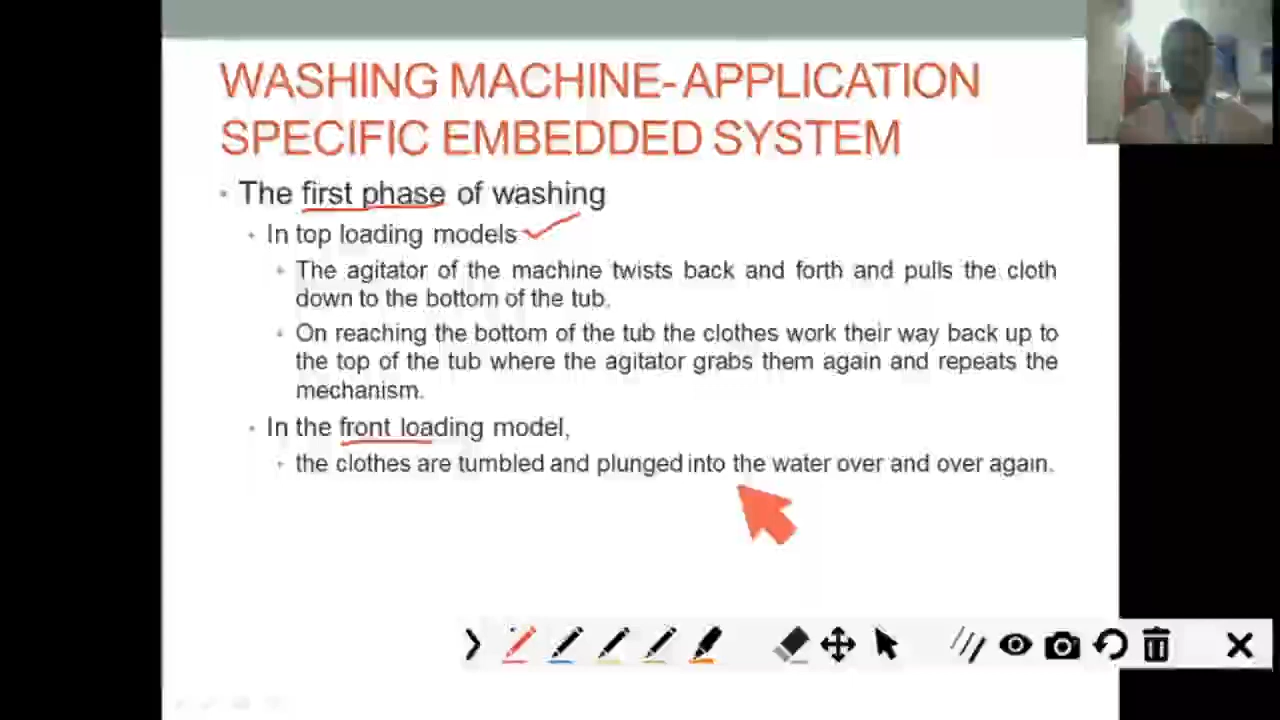 WASHING MACHINE- APPLICATION
SPECIFIC EMBEDDED SYSTEM
• The first phase of washing
• In top loading models
• The agitator of the machine twists back and forth and pulls the cloth
down to the bottom of the tub.
• On reaching the bottom of the tub the clothes work their way back up to
the top of the tub where the agitator grabs them again and repeats the
mechanism.
• In the front loading model,
• the clothes are tumbled and plunged into the water over and over again.